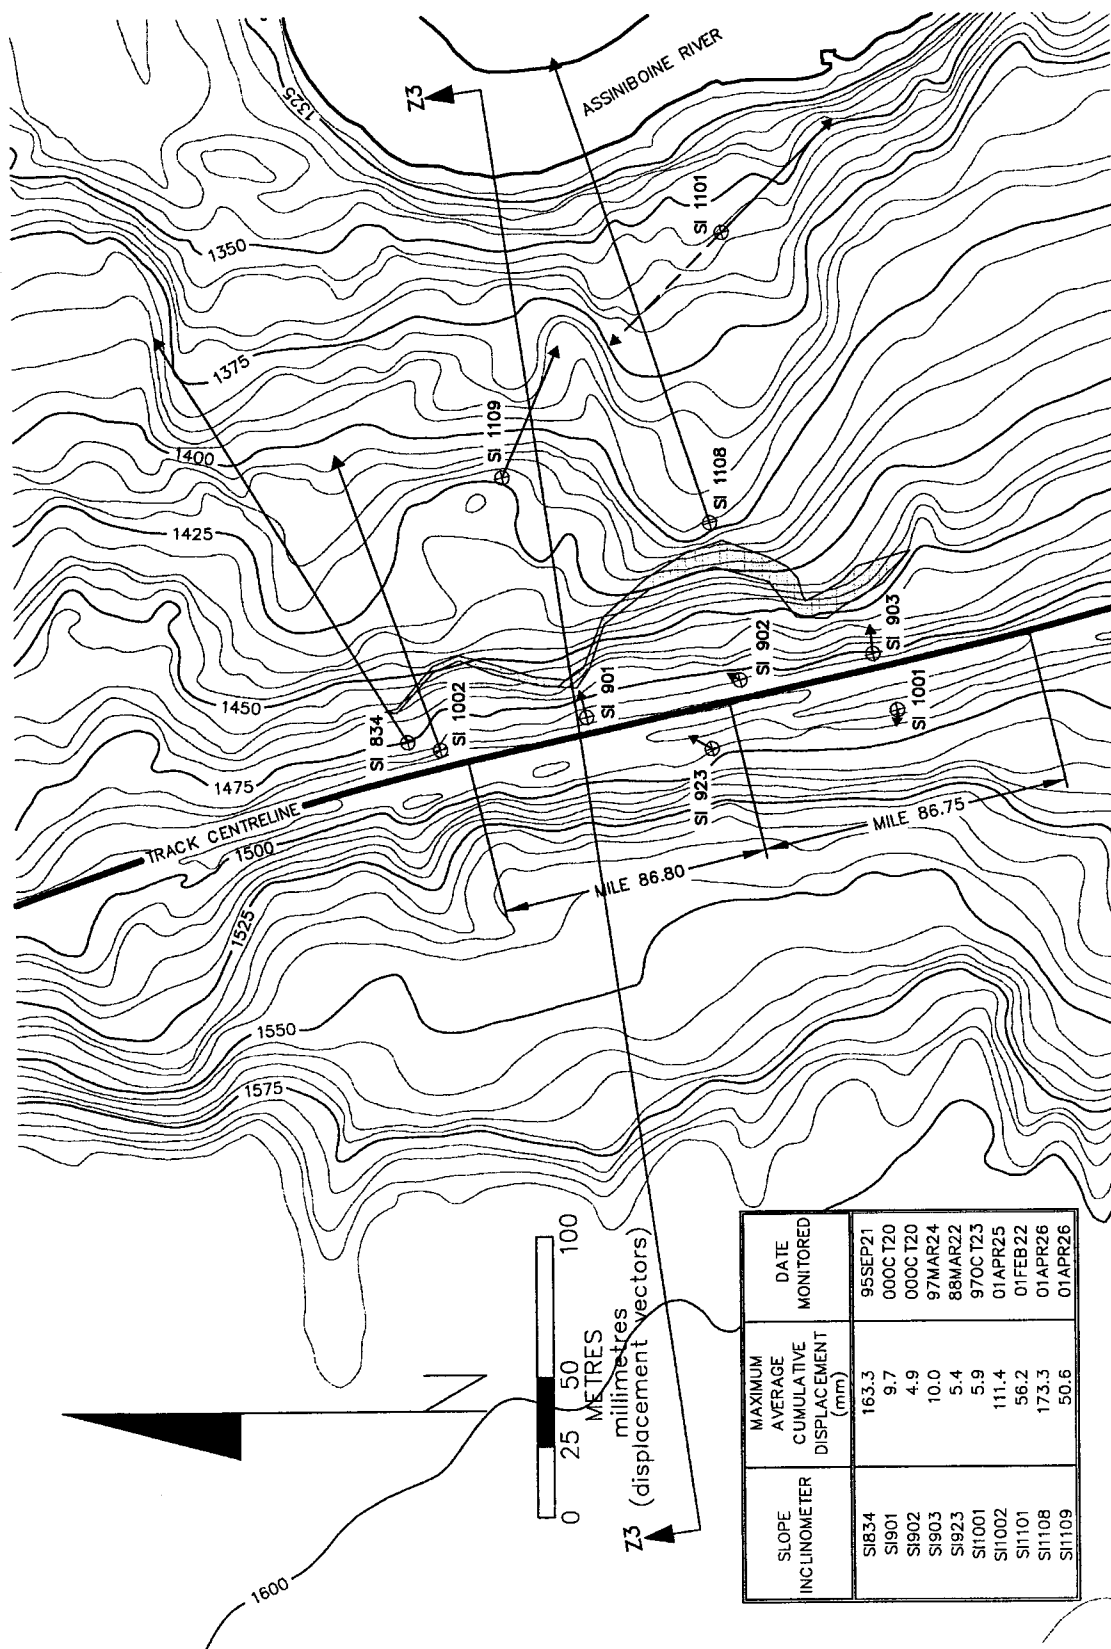 ASSINIBOINE RIVER
Z3
1325
1350
1375
1400
1425
1450
1475
1500
1525
1550
1575
1600
SI 1101
SI 1109
SI 1108
SI 834
SI 1002
SI 901
SI 902
SI 903
SI 923
SI 1001
TRACK CENTRELINE
MILE 86.80
MILE 86.75
Z3
0 25 50 100
METRES
millimetres
(displacement vectors)
SLOPE INCLINOMETER | MAXIMUM AVERAGE CUMULATIVE DISPLACEMENT (mm) | DATE MONITORED
SI834 163.3 95SEP21
SI901 9.7 00OCT20
SI902 4.9 00OCT20
SI903 10.0 97MAR24
SI923 5.4 88MAR22
SI1001 5.9 97OCT23
SI1002 111.4 01APR25
SI1101 56.2 01FEB22
SI1108 173.3 01APR26
SI1109 50.6 01APR26